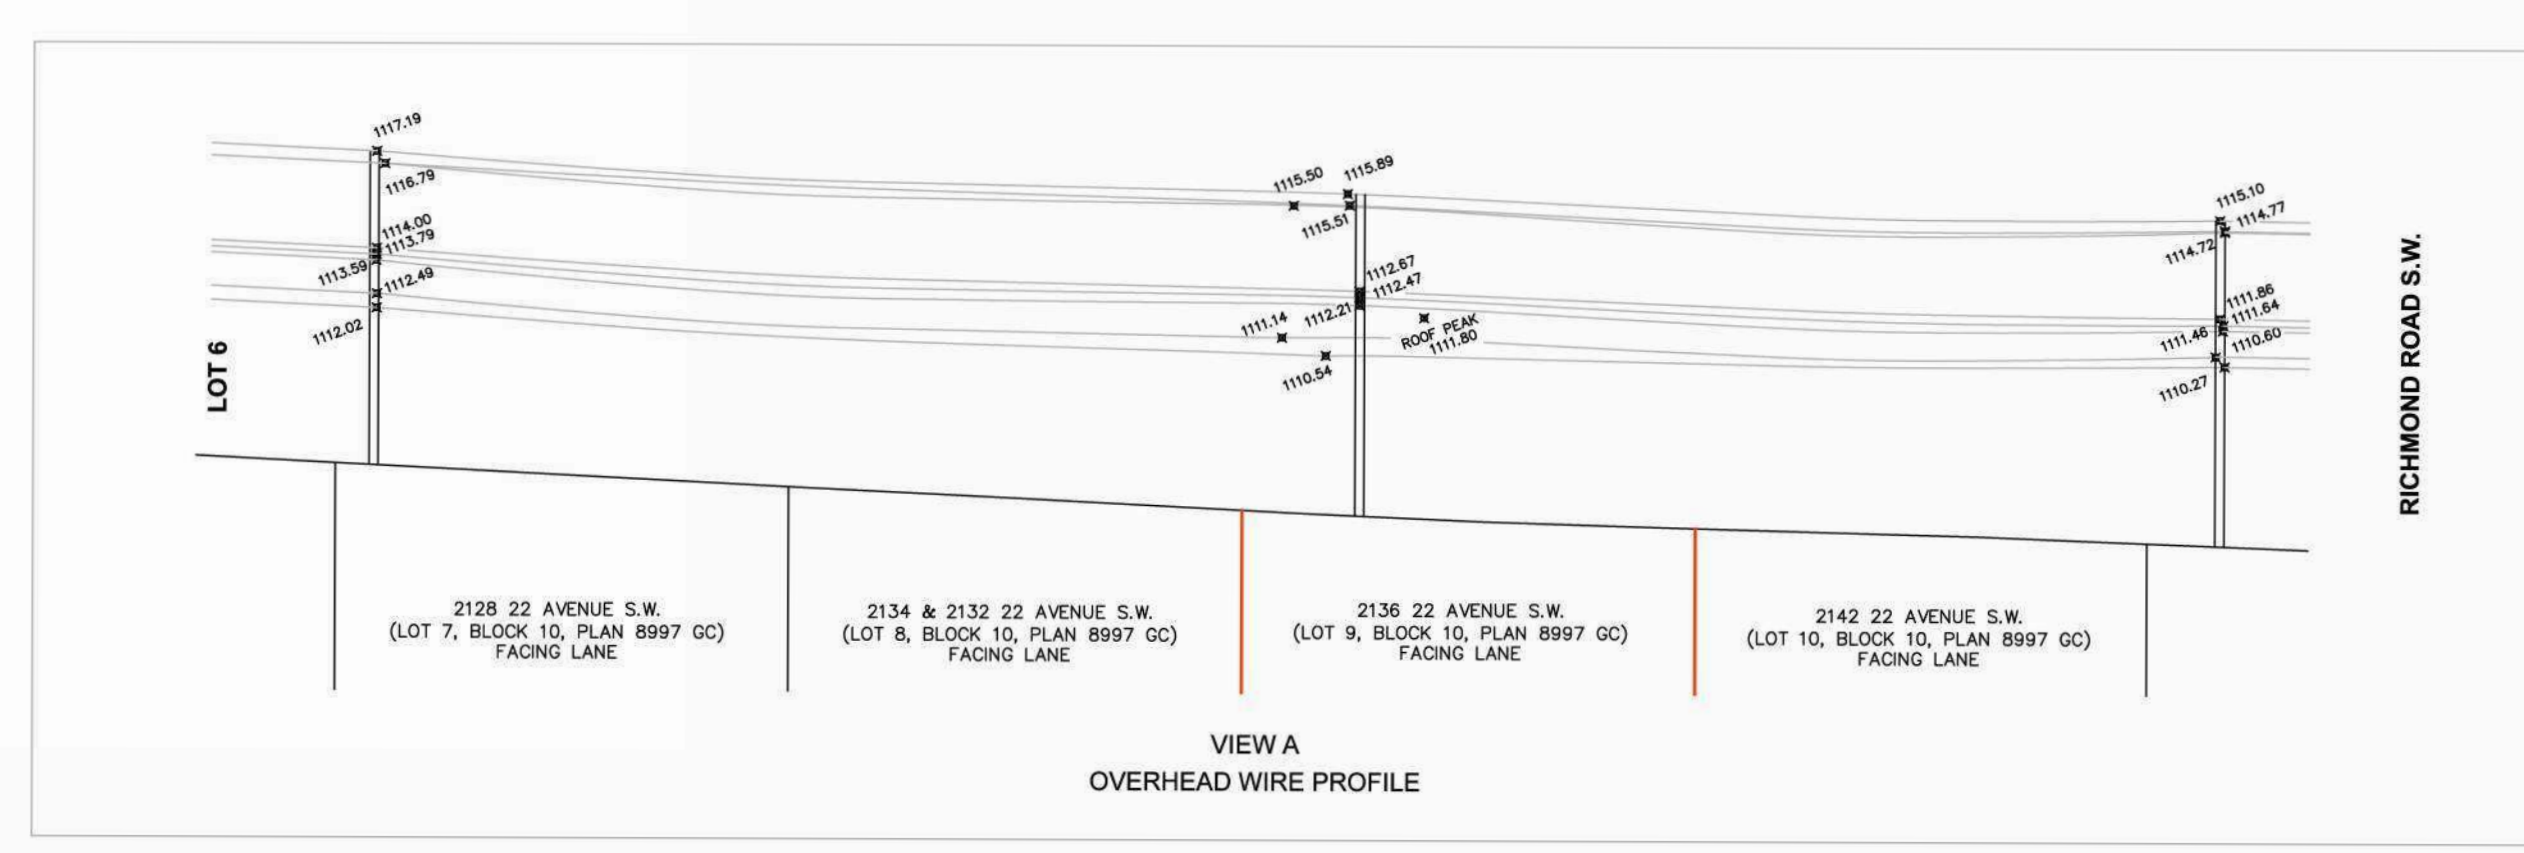 1117.19
1116.79
1114.00
1113.79
1113.59
1112.49
1112.02
LOT 6
1115.50
1115.89
1115.51
1112.67
1112.47
1112.21
1111.14
1110.54
ROOF PEAK
1111.80
1115.10
1114.77
1114.72
1111.86
1111.64
1111.46
1110.60
1110.27
RICHMOND ROAD S.W.
2128 22 AVENUE S.W.
(LOT 7, BLOCK 10, PLAN 8997 GC)
FACING LANE
2134 & 2132 22 AVENUE S.W.
(LOT 8, BLOCK 10, PLAN 8997 GC)
FACING LANE
2136 22 AVENUE S.W.
(LOT 9, BLOCK 10, PLAN 8997 GC)
FACING LANE
2142 22 AVENUE S.W.
(LOT 10, BLOCK 10, PLAN 8997 GC)
FACING LANE
VIEW A
OVERHEAD WIRE PROFILE